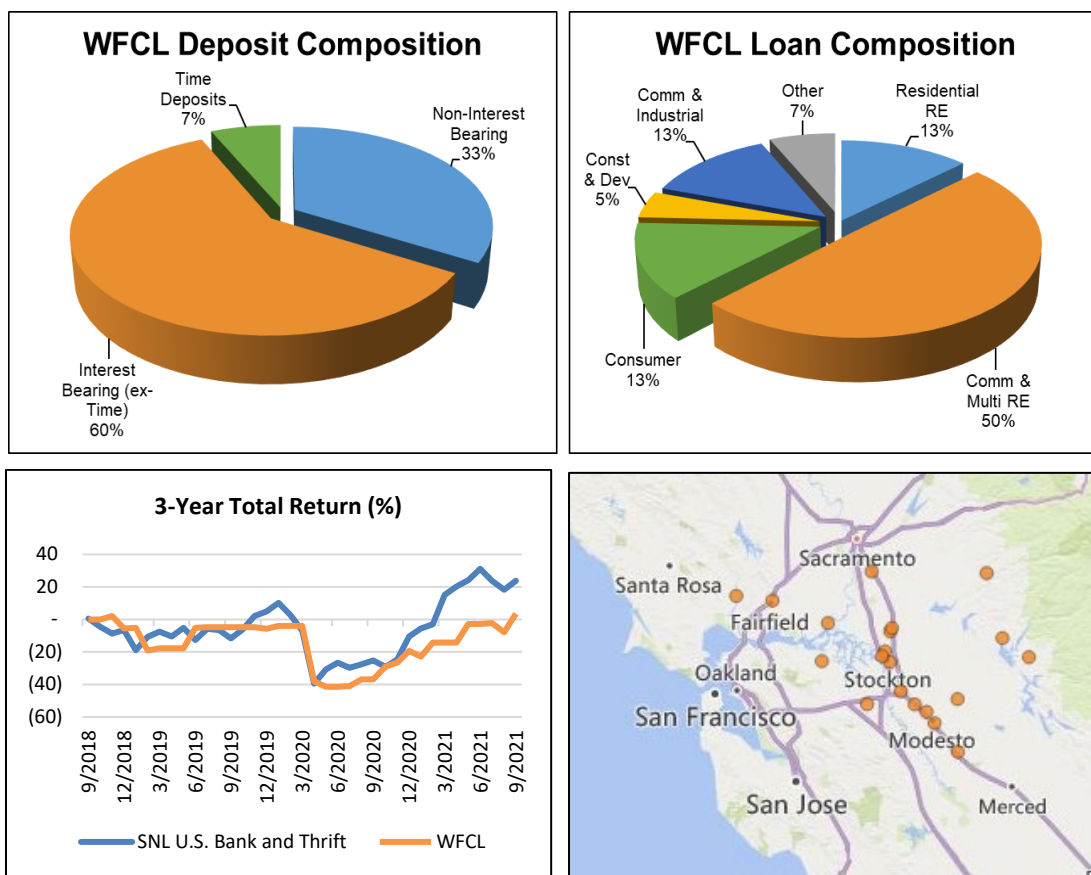 WFCL Deposit Composition
Time
Deposits
7%
Non-Interest
Bearing
33%
Interest
Bearing (ex-
Time)
60%
WFCL Loan Composition
Other
7%
Residential
RE
13%
Comm &
Industrial
13%
Const
& Dev
5%
Consumer
13%
Comm &
Multi RE
50%
3-Year Total Return (%)
40
20
-
(20)
(40)
(60)
9/2018
12/2018
3/2019
6/2019
9/2019
12/2019
3/2020
6/2020
9/2020
12/2020
3/2021
6/2021
9/2021
SNL U.S. Bank and Thrift
WFCL
Sacramento
Santa Rosa
Fairfield
Oakland
Stockton
San Francisco
Modesto
San Jose
Merced